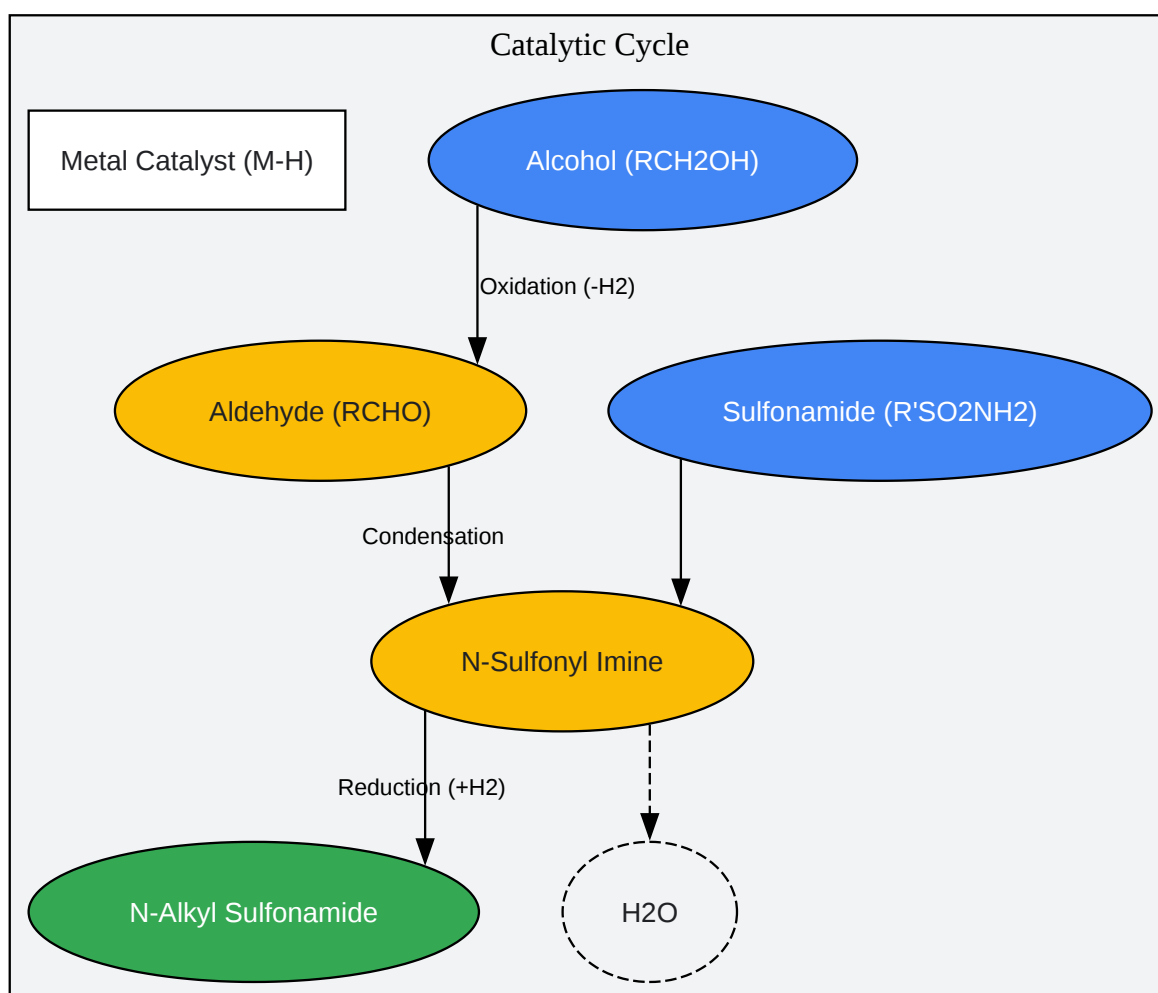 Catalytic Cycle
Metal Catalyst (M-H)
Alcohol (RCH2OH)
Oxidation (-H2)
Aldehyde (RCHO)
Sulfonamide (R'SO2NH2)
Condensation
N-Sulfonyl Imine
Reduction (+H2)
N-Alkyl Sulfonamide
H2O